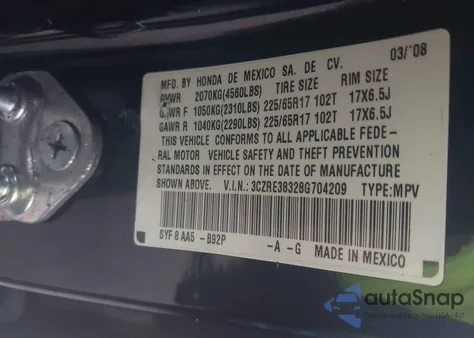 MFD. BY HONDA DE MEXICO SA. DE CV. 03/'08
GVWR 2070KG(4560LBS) TIRE SIZE RIM SIZE
GAWR F 1050KG(2310LBS) 225/65R17 102T 17X6.5J
GAWR R 1040KG(2290LBS) 225/65R17 102T 17X6.5J
THIS VEHICLE CONFORMS TO ALL APPLICABLE FEDE-
RAL MOTOR VEHICLE SAFETY AND THEFT PREVENTION
STANDARDS IN EFFECT ON THE DATE OF MANUFACTURE
SHOWN ABOVE. V.I.N.: 3CZRE38328G704209 TYPE:MPV
SYF 8 AA5 -B92P -A -G MADE IN MEXICO
autoSnap